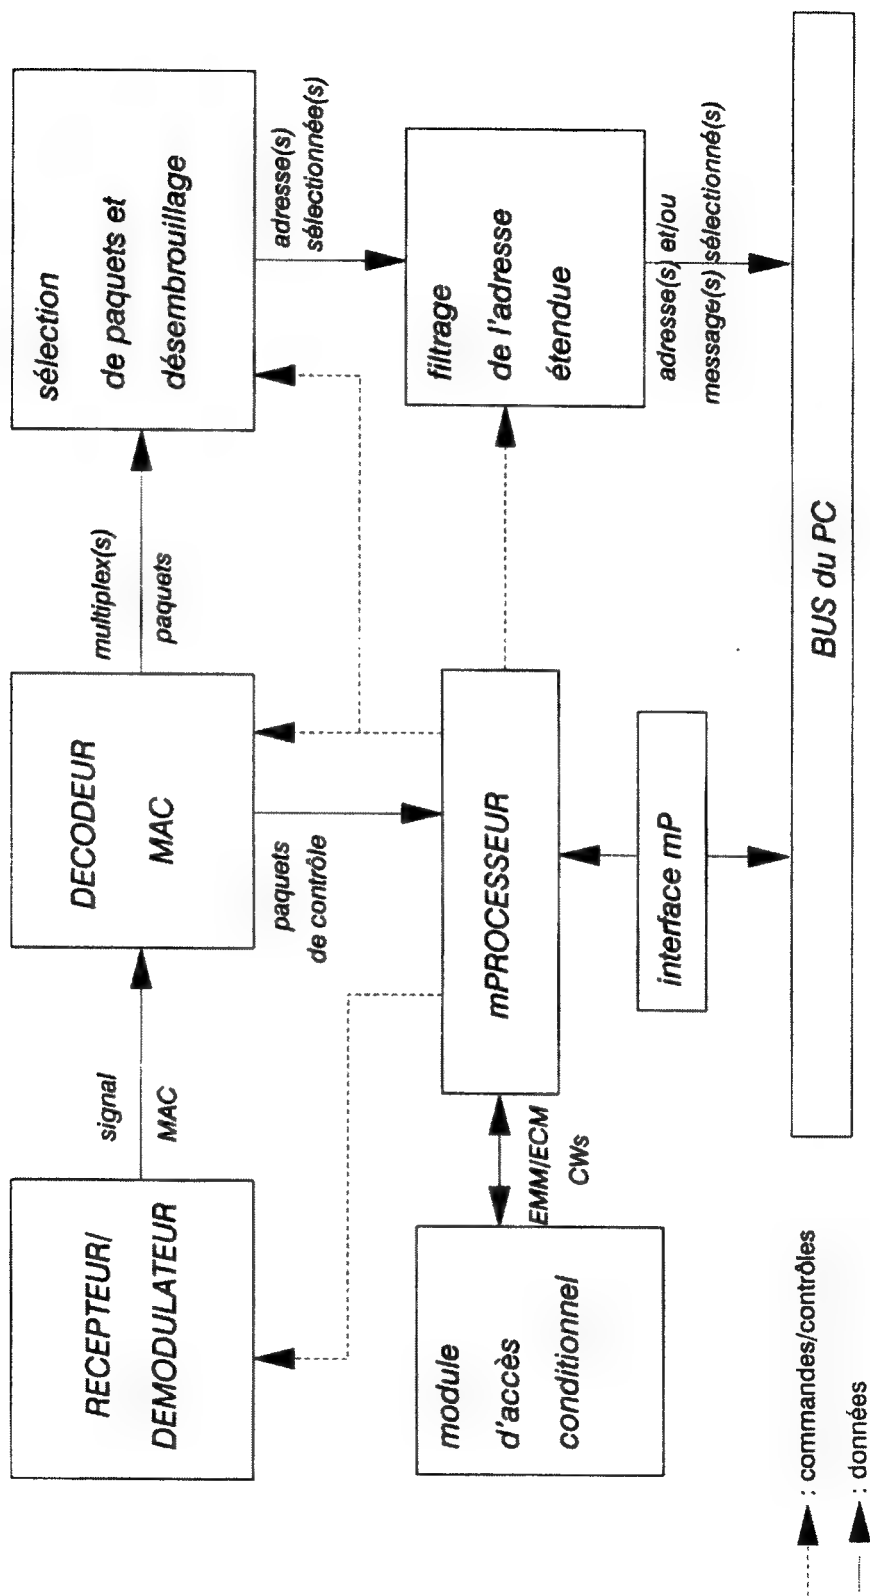 RECEPTEUR/
DEMODULATEUR
signal
MAC
DECODEUR
MAC
multiplex(s)
paquets
sélection
de paquets et
désembrouillage
paquets
de contrôle
adresse(s)
sélectionnée(s)
module
d'accès
conditionnel
EMM/ECM
CWs
mPROCESSEUR
filtrage
de l'adresse
étendue
interface mP
adresse(s) et/ou
message(s) sélectionné(s)
BUS du PC
: commandes/contrôles
: données